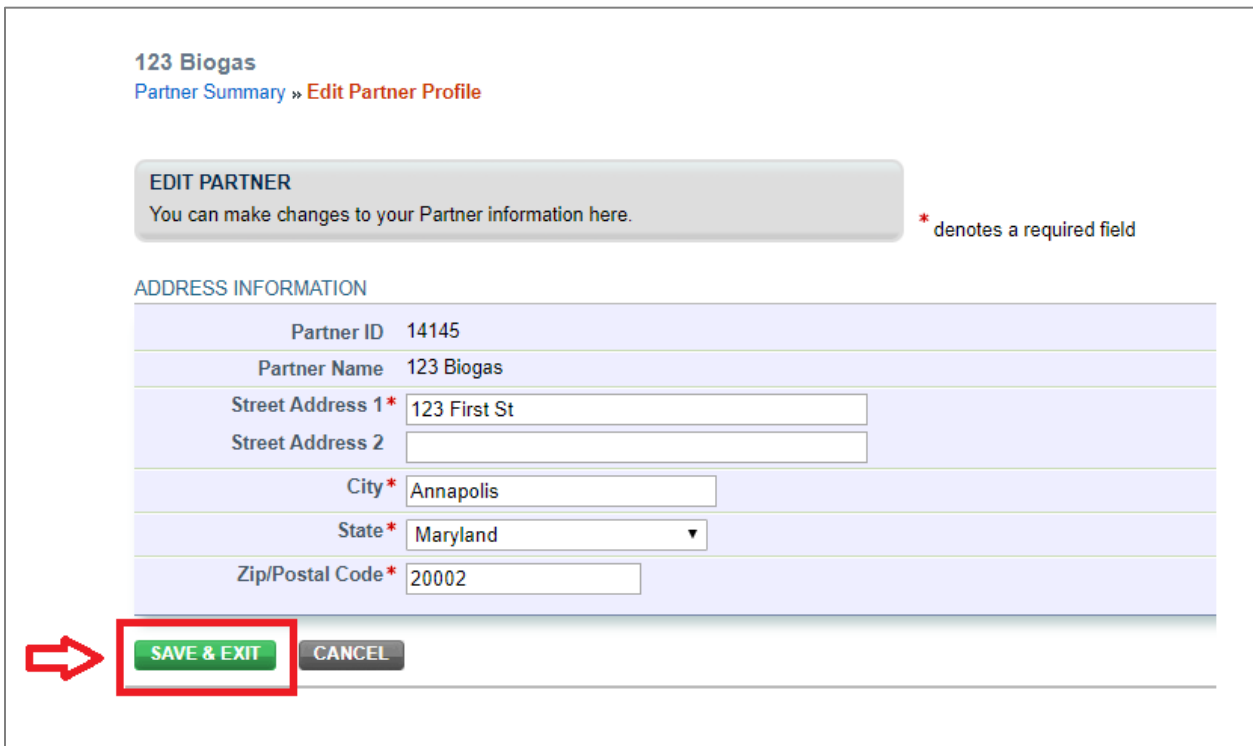 123 Biogas
Partner Summary » Edit Partner Profile
EDIT PARTNER
You can make changes to your Partner information here.
* denotes a required field
ADDRESS INFORMATION
Partner ID 14145
Partner Name 123 Biogas
Street Address 1* 123 First St
Street Address 2
City* Annapolis
State* Maryland
Zip/Postal Code* 20002
SAVE & EXIT CANCEL